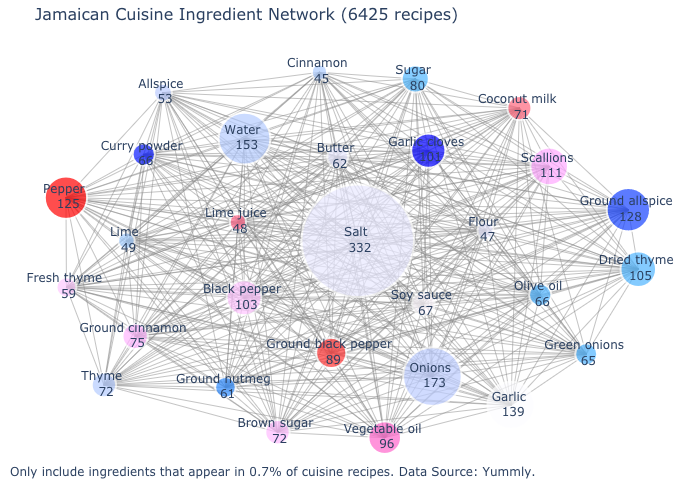 Jamaican Cuisine Ingredient Network (6425 recipes)
Cinnamon
45
Sugar
80
Allspice
53
Coconut milk
71
Water
153
Garlic cloves
101
Curry powder
66
Butter
62
Scallions
111
Pepper
125
Ground allspice
128
Lime juice
48
Flour
47
Lime
49
Salt
332
Dried thyme
105
Fresh thyme
59
Black pepper
103
Soy sauce
67
Olive oil
66
Ground cinnamon
75
Ground black pepper
89
Green onions
65
Thyme
72
Ground nutmeg
61
Onions
173
Garlic
139
Brown sugar
72
Vegetable oil
96
Only include ingredients that appear in 0.7% of cuisine recipes. Data Source: Yummly.